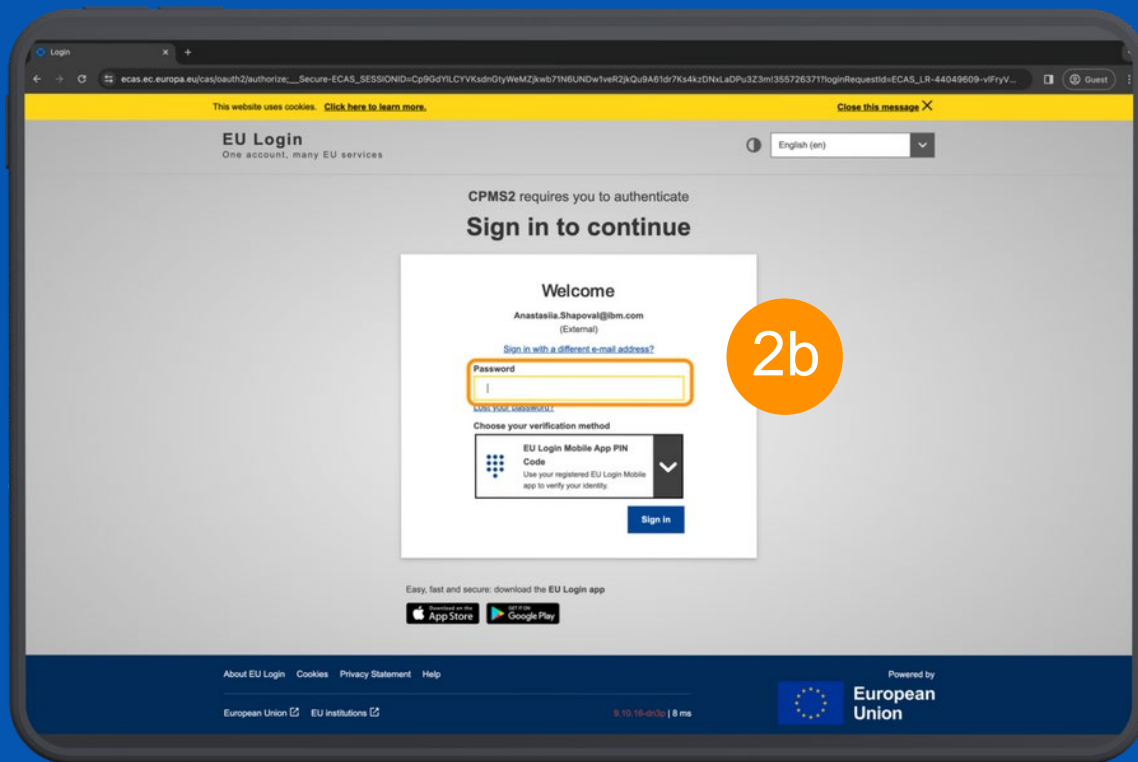 Login
ecas.ec.europa.eu/cas/oauth2/authorize;__Secure-ECAS_SESSIONID=Cp9GdYILCYVKsdnGtyWeMZjkwb71N6UNDw1veR2jkQu9A61dr7Ks4kzDNxLaDPu3Z3m!355726371?loginRequestId=ECAS_LR-44049609-vlFryV...
Guest
This website uses cookies. Click here to learn more.
Close this message
EU Login
One account, many EU services
English (en)
CPMS2 requires you to authenticate
Sign in to continue
Welcome
Anastasiia.Shapoval@ibm.com
(External)
Sign in with a different e-mail address?
Password
2b
Lost your password?
Choose your verification method
EU Login Mobile App PIN
Code
Use your registered EU Login Mobile
app to verify your identity.
Sign in
Easy, fast and secure: download the EU Login app
Download on the
App Store
GET IT ON
Google Play
About EU Login Cookies Privacy Statement Help
Powered by
European
Union
European Union EU institutions
9.10.16-dn3p | 8 ms